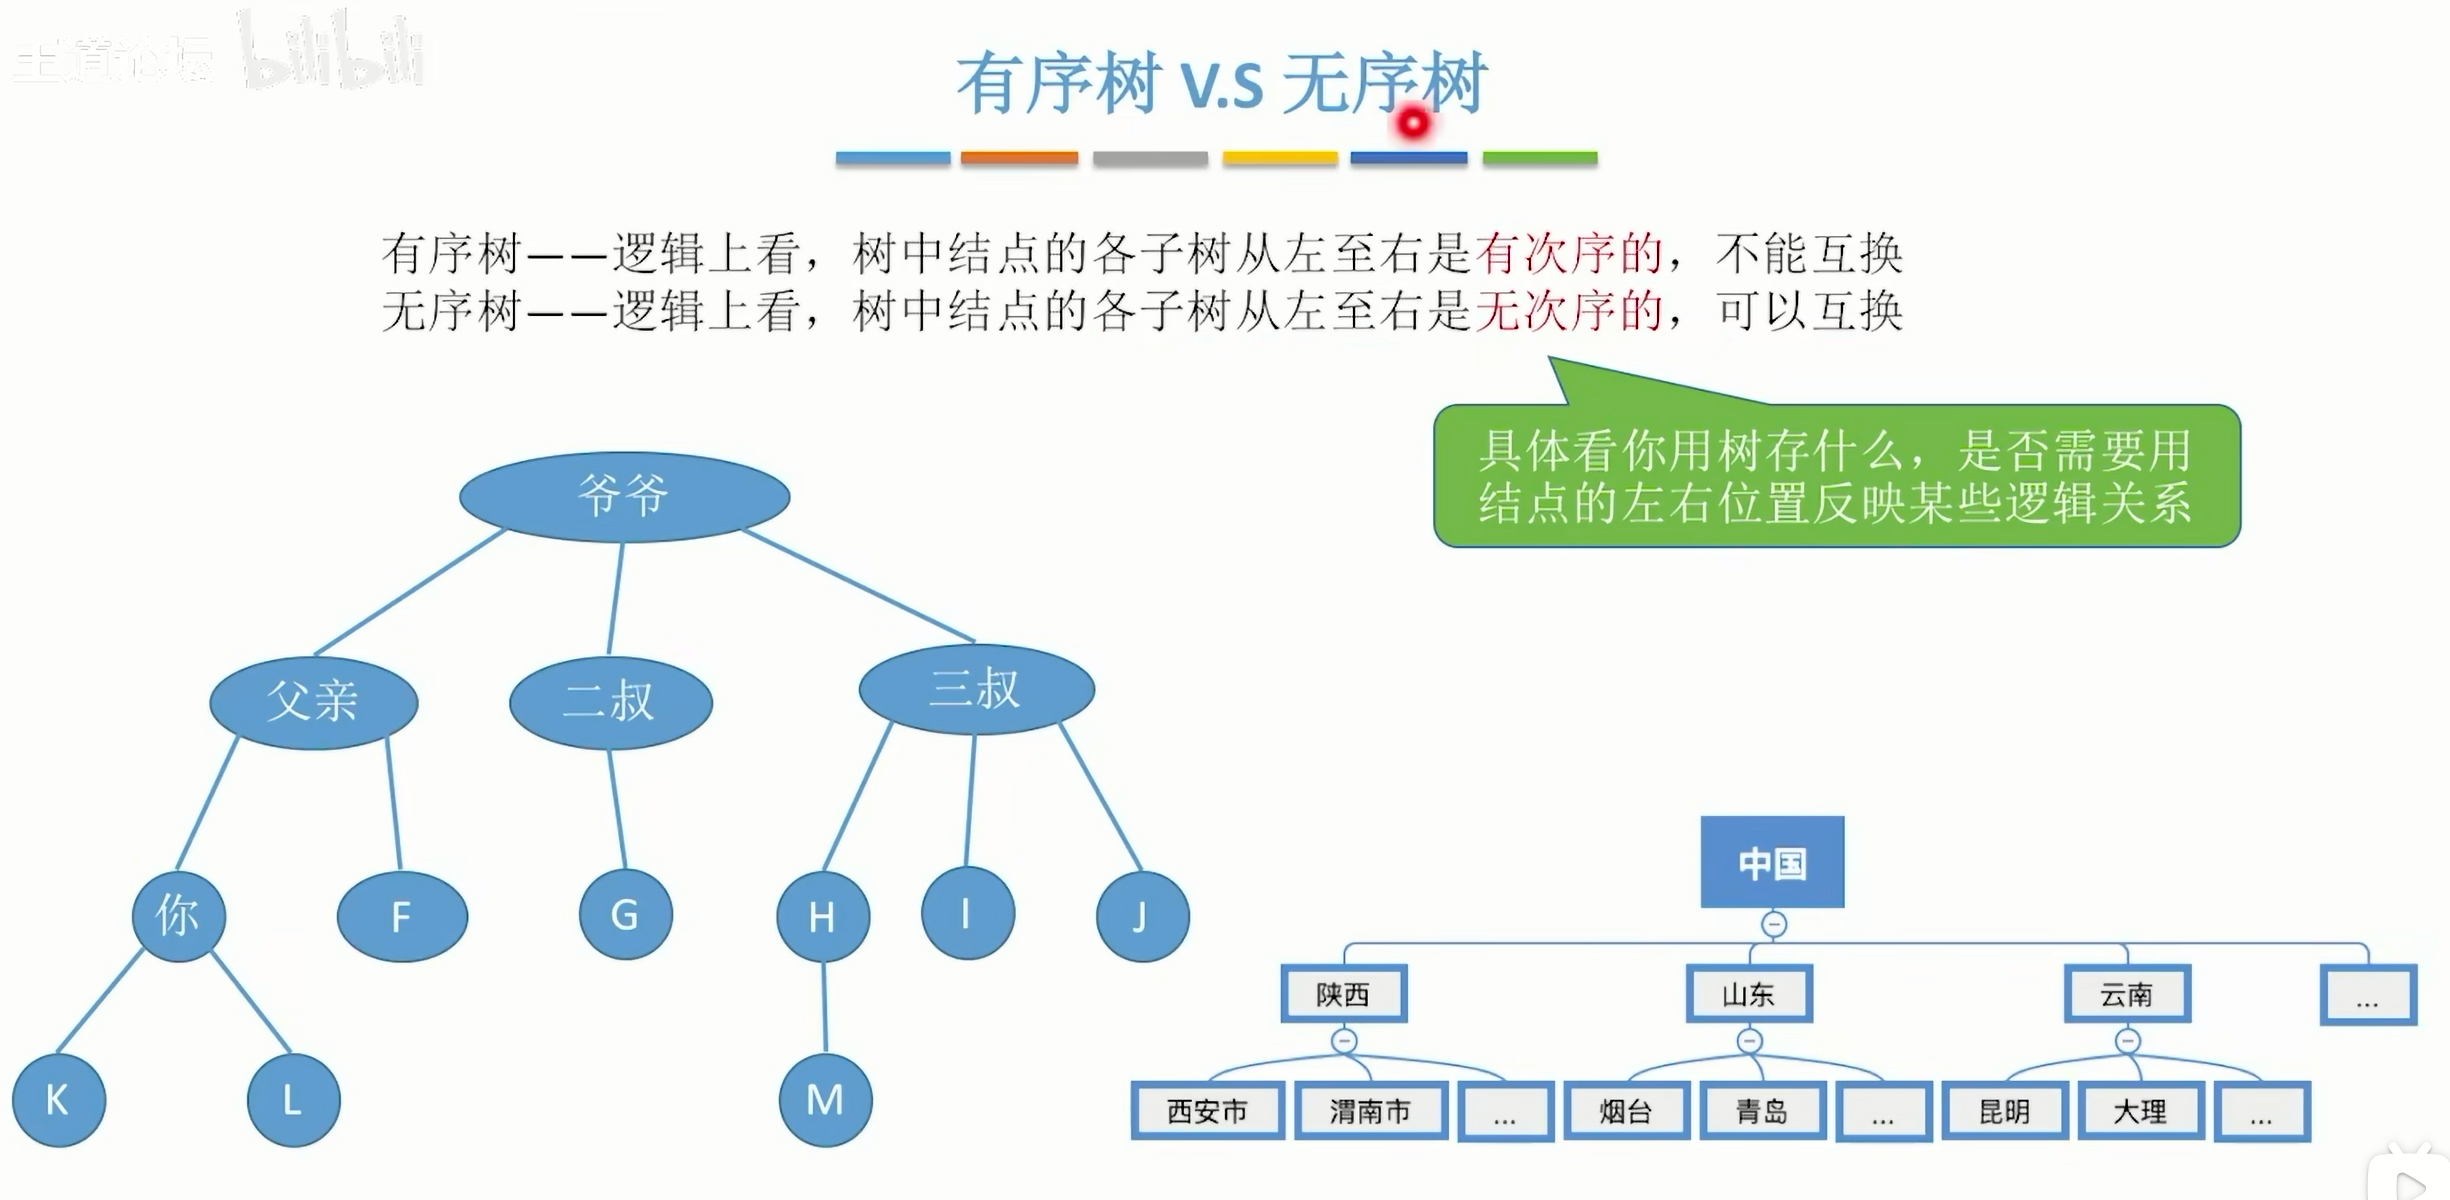 王道论坛 bilibili
有序树 V.S 无序树
有序树——逻辑上看，树中结点的各子树从左至右是有次序的，不能互换
无序树——逻辑上看，树中结点的各子树从左至右是无次序的，可以互换
具体看你用树存什么，是否需要用
结点的左右位置反映某些逻辑关系
爷爷
父亲 二叔 三叔
你 F G H I J
K L M
中国
陕西 山东 云南 ...
西安市 渭南市 ... 烟台 青岛 ... 昆明 大理 ...